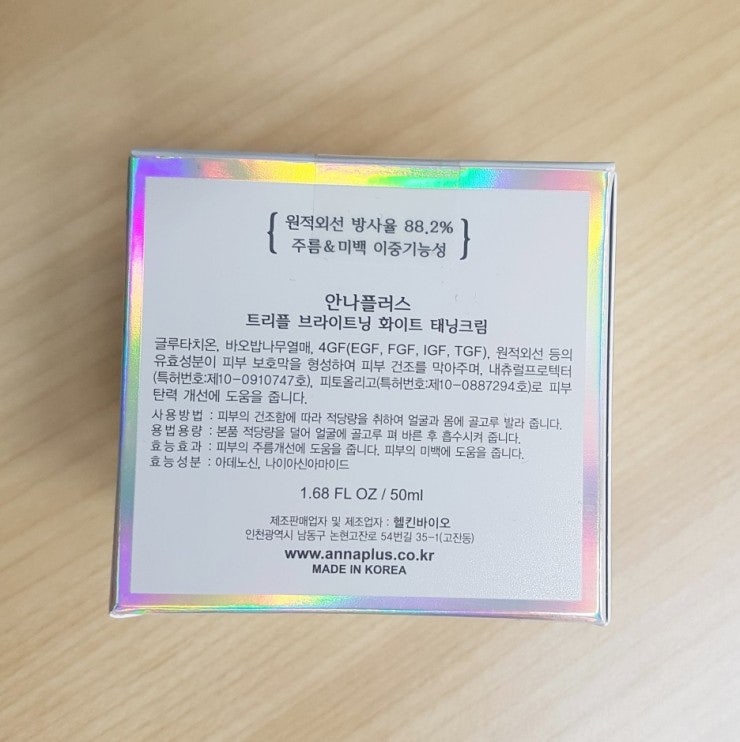 원적외선 방사율 88.2%
주름&미백 이중기능성
안나플러스
트리플 브라이트닝 화이트 태닝크림
글루타치온, 바오밥나무열매, 4GF(EGF, FGF, IGF, TGF), 원적외선 등의
유효성분이 피부 보호막을 형성하여 피부 건조를 막아주며, 내츄럴프로텍터
(특허번호:제10-0910747호), 피토올리고(특허번호:제10-0887294호)로 피부
탄력 개선에 도움을 줍니다.
사용방법 : 피부의 건조함에 따라 적당량을 취하여 얼굴과 몸에 골고루 발라 줍니다.
용법용량 : 본품 적당량을 덜어 얼굴에 골고루 펴 바른 후 흡수시켜 줍니다.
효능효과 : 피부의 주름개선에 도움을 줍니다. 피부의 미백에 도움을 줍니다.
효능성분 : 아데노신, 나이아신아마이드
1.68 FL OZ / 50ml
제조판매업자 및 제조업자 : 헬킨바이오
인천광역시 남동구 논현고잔로 54번길 35-1(고잔동)
www.annaplus.co.kr
MADE IN KOREA